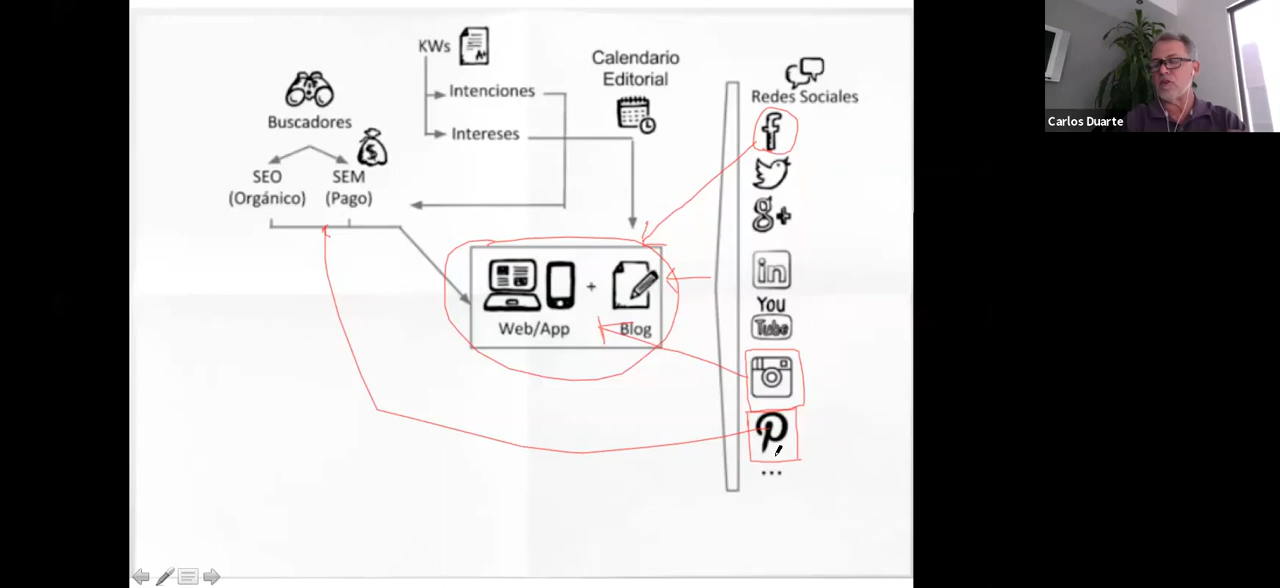 KWs
A+
Intenciones
Intereses
Buscadores
$
SEO
(Orgánico)
SEM
(Pago)
Calendario
Editorial
Web/App
+
Blog
Redes Sociales
f
g+
in
You
Tube
...
Carlos Duarte